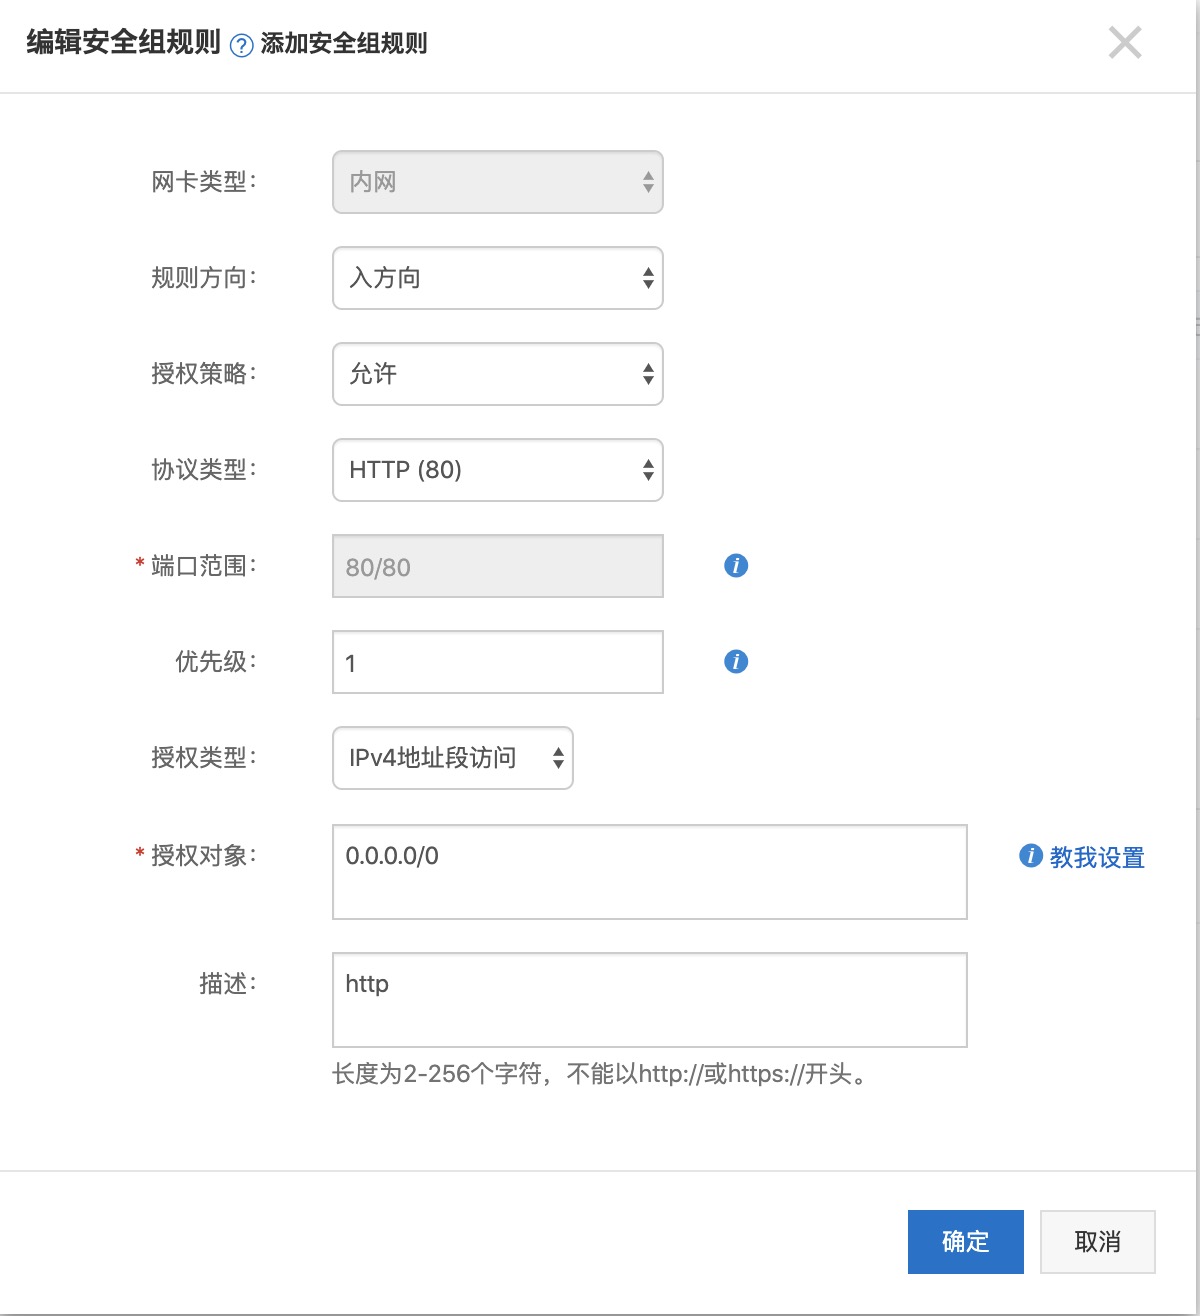 编辑安全组规则 ? 添加安全组规则
网卡类型： 内网
规则方向： 入方向
授权策略： 允许
协议类型： HTTP (80)
* 端口范围： 80/80
优先级： 1
授权类型： IPv4地址段访问
* 授权对象： 0.0.0.0/0 i 教我设置
描述： http
长度为2-256个字符，不能以http://或https://开头。
确定 取消